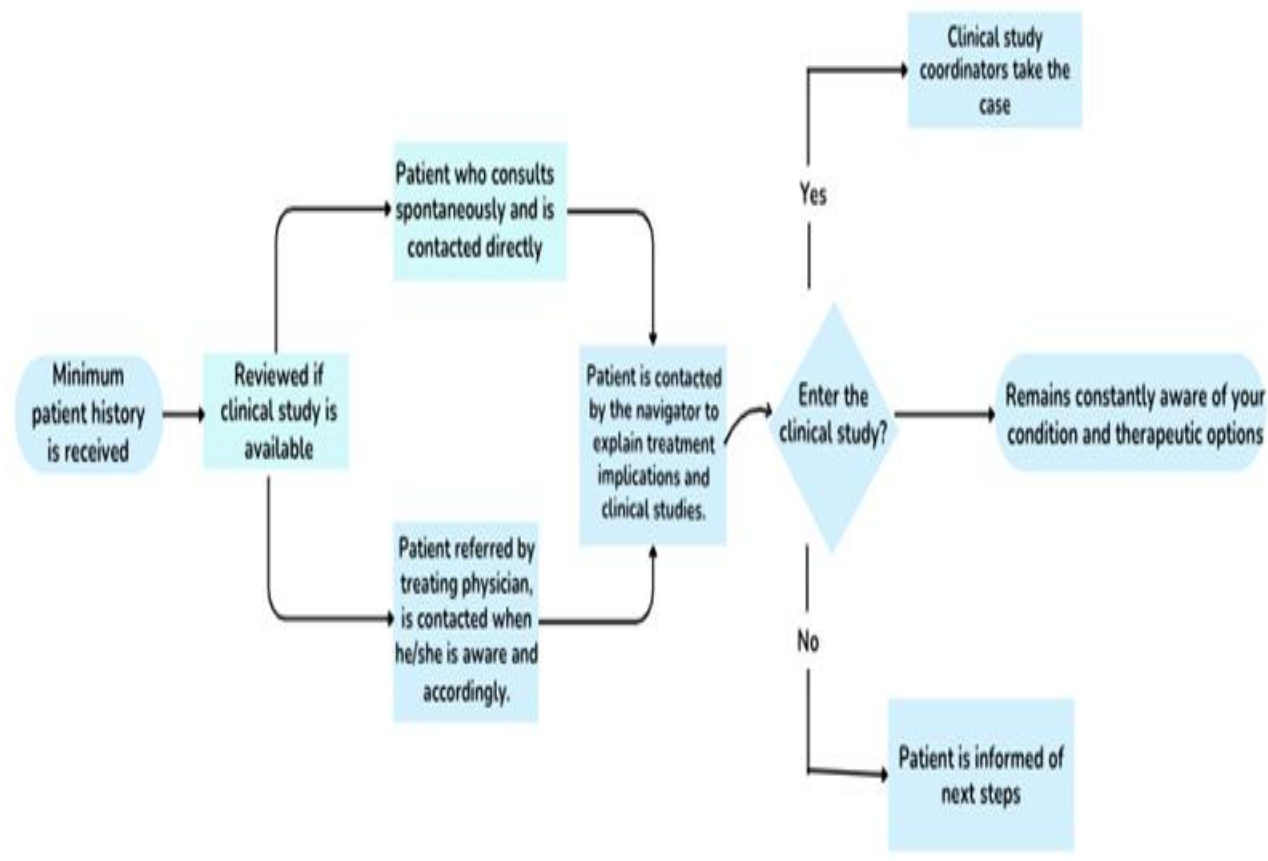 Minimum
patient history
is received
Reviewed if
clinical study is
available
Patient who consults
spontaneously and is
contacted directly
Patient referred by
treating physician,
is contacted when
he/she is aware and
accordingly.
Patient is contacted
by the navigator to
explain treatment
implications and
clinical studies.
Enter the
clinical study?
Yes
Clinical study
coordinators take the
case
Remains constantly aware of your
condition and therapeutic options
No
Patient is informed of
next steps